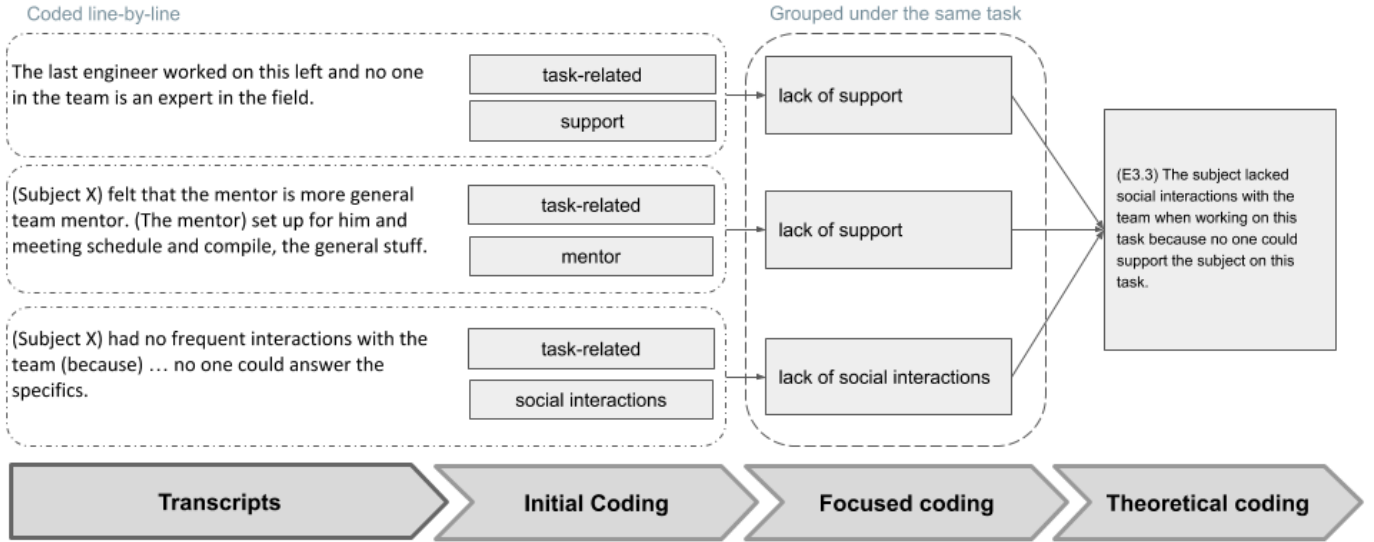 Coded line-by-line
Grouped under the same task
The last engineer worked on this left and no one
in the team is an expert in the field.
task-related
support
lack of support
(Subject X) felt that the mentor is more general
team mentor. (The mentor) set up for him and
meeting schedule and compile, the general stuff.
task-related
mentor
lack of support
(Subject X) had no frequent interactions with the
team (because) … no one could answer the
specifics.
task-related
social interactions
lack of social interactions
(E3.3) The subject lacked
social interactions with the
team when working on this
task because no one could
support the subject on this
task.
Transcripts
Initial Coding
Focused coding
Theoretical coding